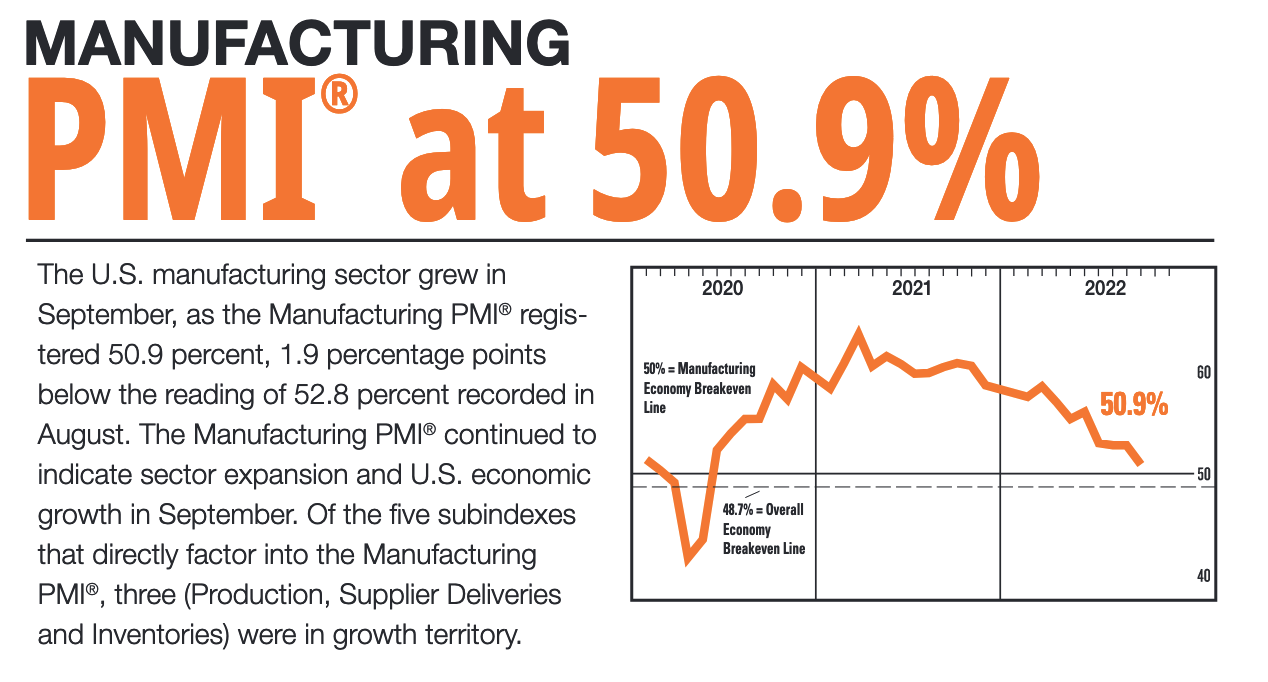 MANUFACTURING
PMI® at 50.9%
The U.S. manufacturing sector grew in
September, as the Manufacturing PMI® regis-
tered 50.9 percent, 1.9 percentage points
below the reading of 52.8 percent recorded in
August. The Manufacturing PMI® continued to
indicate sector expansion and U.S. economic
growth in September. Of the five subindexes
that directly factor into the Manufacturing
PMI®, three (Production, Supplier Deliveries
and Inventories) were in growth territory.
2020
2021
2022
50% = Manufacturing
Economy Breakeven
Line
60
50.9%
50
48.7% = Overall
Economy
Breakeven Line
40